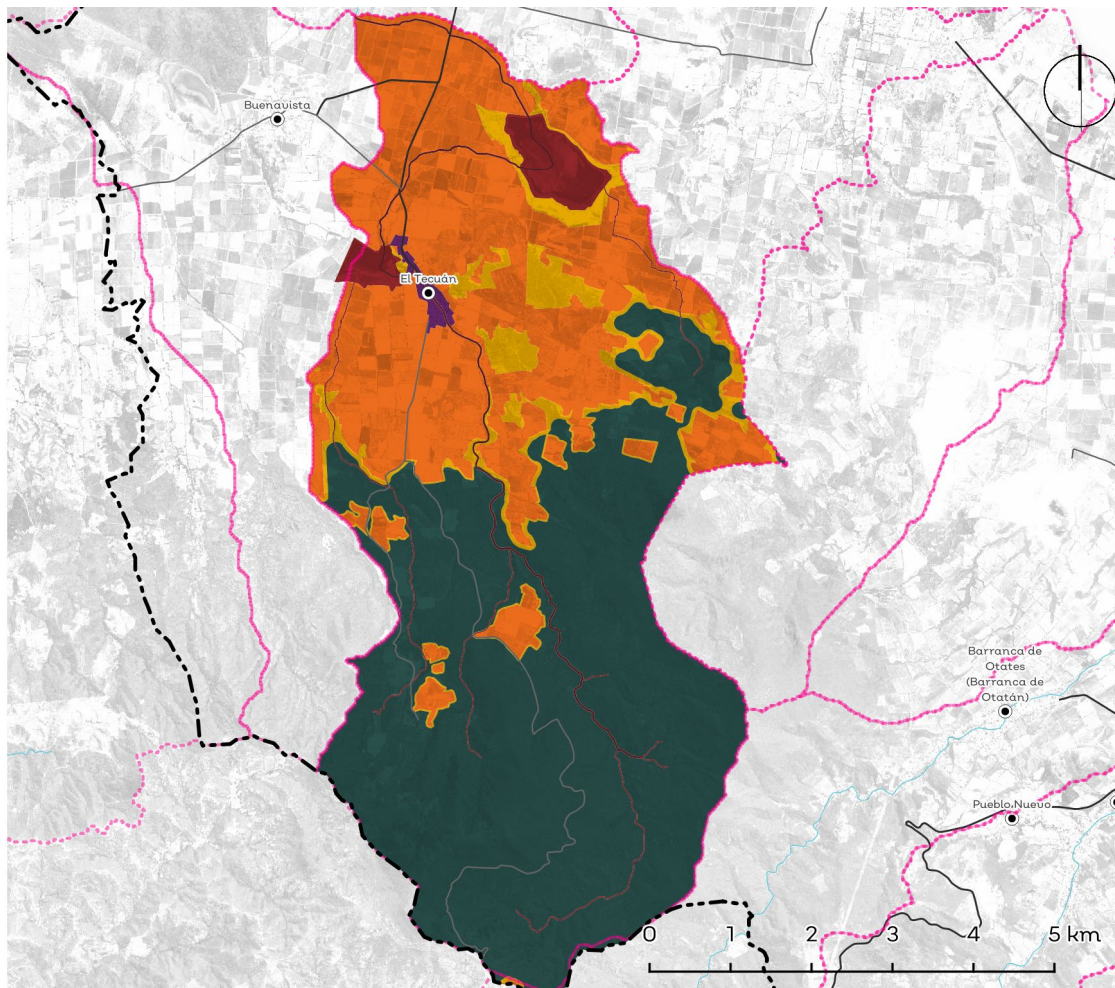 Buenavista
El Tecuán
Barranca de
Otates
(Barranca de
Otatán)
Pueblo Nuevo
0 1 2 3 4 5 km